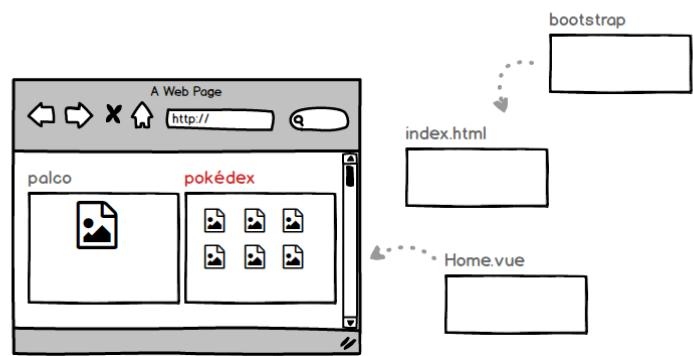 bootstrap
A Web Page
http://
index.html
palco
pokédex
Home.vue